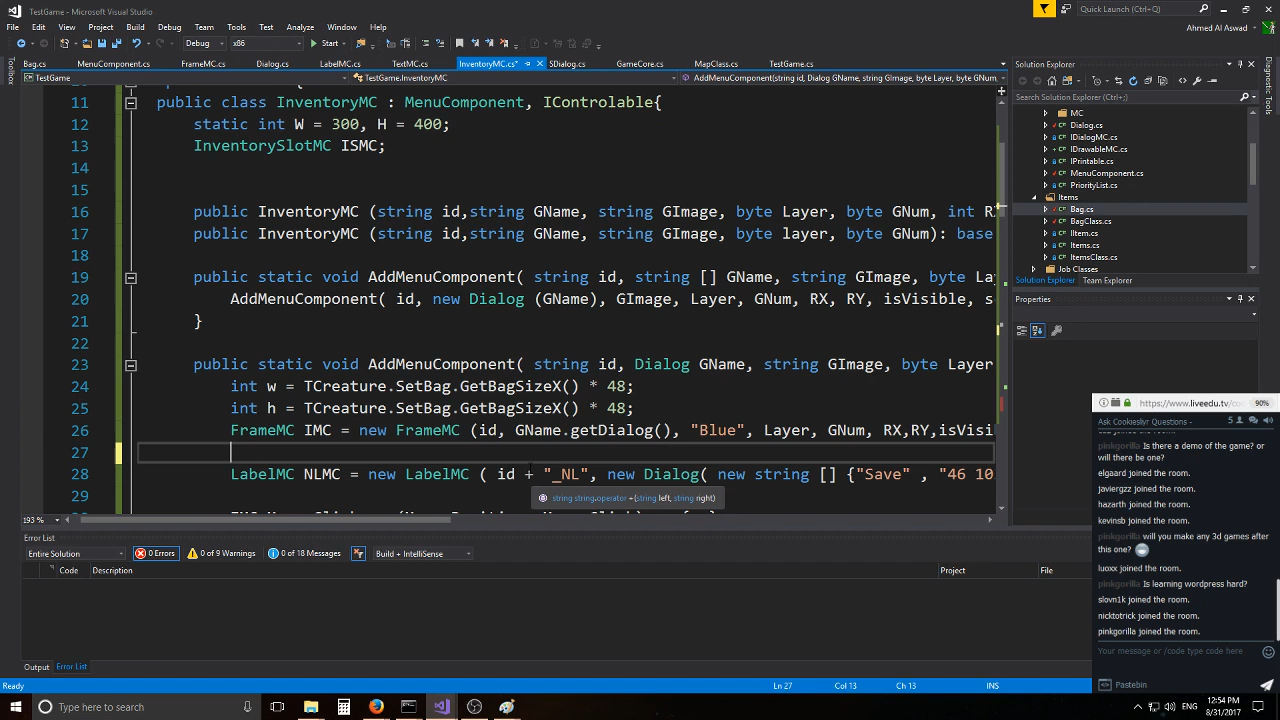 TestGame - Microsoft Visual Studio
Quick Launch (Ctrl+Q)
File Edit View Project Build Debug Team Tools Test Analyze Window Help
Ahmed Al Aswad
Debug x86 Start
Bag.cs MenuComponent.cs FrameMC.cs Dialog.cs LabelMC.cs TextMC.cs InventoryMC.cs* SDialog.cs GameCore.cs MapClass.cs TestGame.cs
TestGame TestGame.InventoryMC AddMenuComponent(string id, Dialog GName, string GImage, byte Layer, byte GNum,
Toolbox
Diagnostic Tools
11 public class InventoryMC : MenuComponent, IControlable{
12 static int W = 300, H = 400;
13 InventorySlotMC ISMC;
14
15
16 public InventoryMC (string id,string GName, string GImage, byte Layer, byte GNum, int R
17 public InventoryMC (string id,string GName, string GImage, byte layer, byte GNum): base
18
19 public static void AddMenuComponent( string id, string [] GName, string GImage, byte La
20 AddMenuComponent( id, new Dialog (GName), GImage, Layer, GNum, RX, RY, isVisible, s
21 }
22
23 public static void AddMenuComponent( string id, Dialog GName, string GImage, byte Layer
24 int w = TCreature.SetBag.GetBagSizeX() * 48;
25 int h = TCreature.SetBag.GetBagSizeX() * 48;
26 FrameMC IMC = new FrameMC (id, GName.getDialog(), "Blue", Layer, GNum, RX,RY,isVisi
27
28 LabelMC NLMC = new LabelMC ( id + "_NL", new Dialog( new string [] {"Save" , "46 10
string string.operator +(string left, string right)
29
193 %
Solution Explorer
Search Solution Explorer (Ctrl+;)
MC
Dialog.cs
IDialogMC.cs
IDrawableMC.cs
IPrintable.cs
MenuComponent.cs
PriorityList.cs
Items
Bag.cs
BagClass.cs
IItem.cs
Items.cs
ItemsClass.cs
Job Classes
Solution Explorer Team Explorer
Properties
Error List
Entire Solution 0 Errors 0 of 9 Warnings 0 of 18 Messages Build + IntelliSense
Code Description Project File
Output Error List
Ready Ln 27 Col 13 Ch 13 INS
https://www.liveedu.tv/co 90%
Ask Cookieslyr Questions 5
pinkgorilla Is there a demo of the game? or
will there be one?
elgaard joined the room.
javiergzz joined the room.
hazarth joined the room.
kevinsb joined the room.
pinkgorilla will you make any 3d games after
this one?
luoxx joined the room.
pinkgorilla Is learning wordpress hard?
slovn1k joined the room.
nicktotrick joined the room.
pinkgorilla joined the room.
Your message or /code type code here
Pastebin
Type here to search
ENG
12:54 PM
8/31/2017